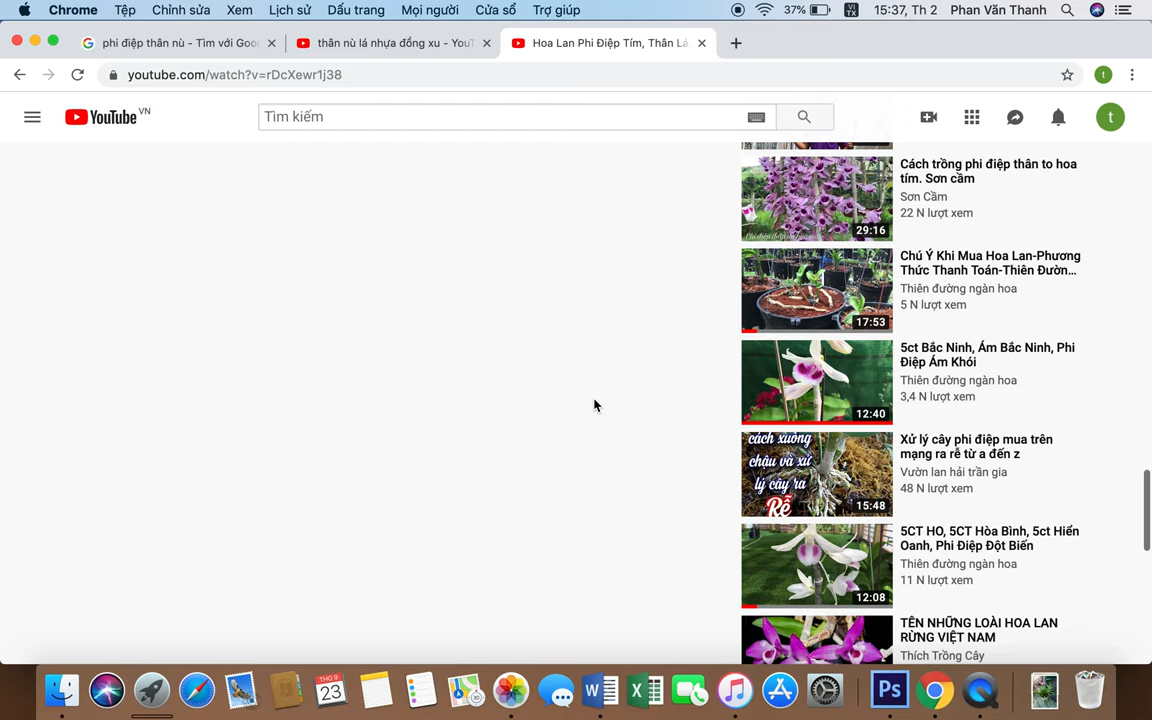 Chrome Tệp Chỉnh sửa Xem Lịch sử Dấu trang Mọi người Cửa sổ Trợ giúp 37% VI TX 15:37, Th 2 Phan Văn Thanh
phi điệp thân nù - Tìm với Goo
thân nù lá nhựa đồng xu - YouT
Hoa Lan Phi Điệp Tím, Thân Lá
youtube.com/watch?v=rDcXewr1j38
t
YouTube VN
Tìm kiếm
t
Cách trồng phi điệp thân to hoa
tím. Sơn cầm
Sơn Cầm
22 N lượt xem
29:16
Chú Ý Khi Mua Hoa Lan-Phương
Thức Thanh Toán-Thiên Đườn...
Thiên đường ngàn hoa
5 N lượt xem
17:53
5ct Bắc Ninh, Ám Bắc Ninh, Phi
Điệp Ám Khói
Thiên đường ngàn hoa
3,4 N lượt xem
12:40
cách xuống
chậu và xử
lý cây ra
Rễ
Xử lý cây phi điệp mua trên
mạng ra rễ từ a đến z
Vườn lan hải trần gia
48 N lượt xem
15:48
5CT HO, 5CT Hòa Bình, 5ct Hiển
Oanh, Phi Điệp Đột Biến
Thiên đường ngàn hoa
11 N lượt xem
12:08
TÊN NHỮNG LOÀI HOA LAN
RỪNG VIỆT NAM
Thích Trồng Cây
THG 9
23
W
X
Ps